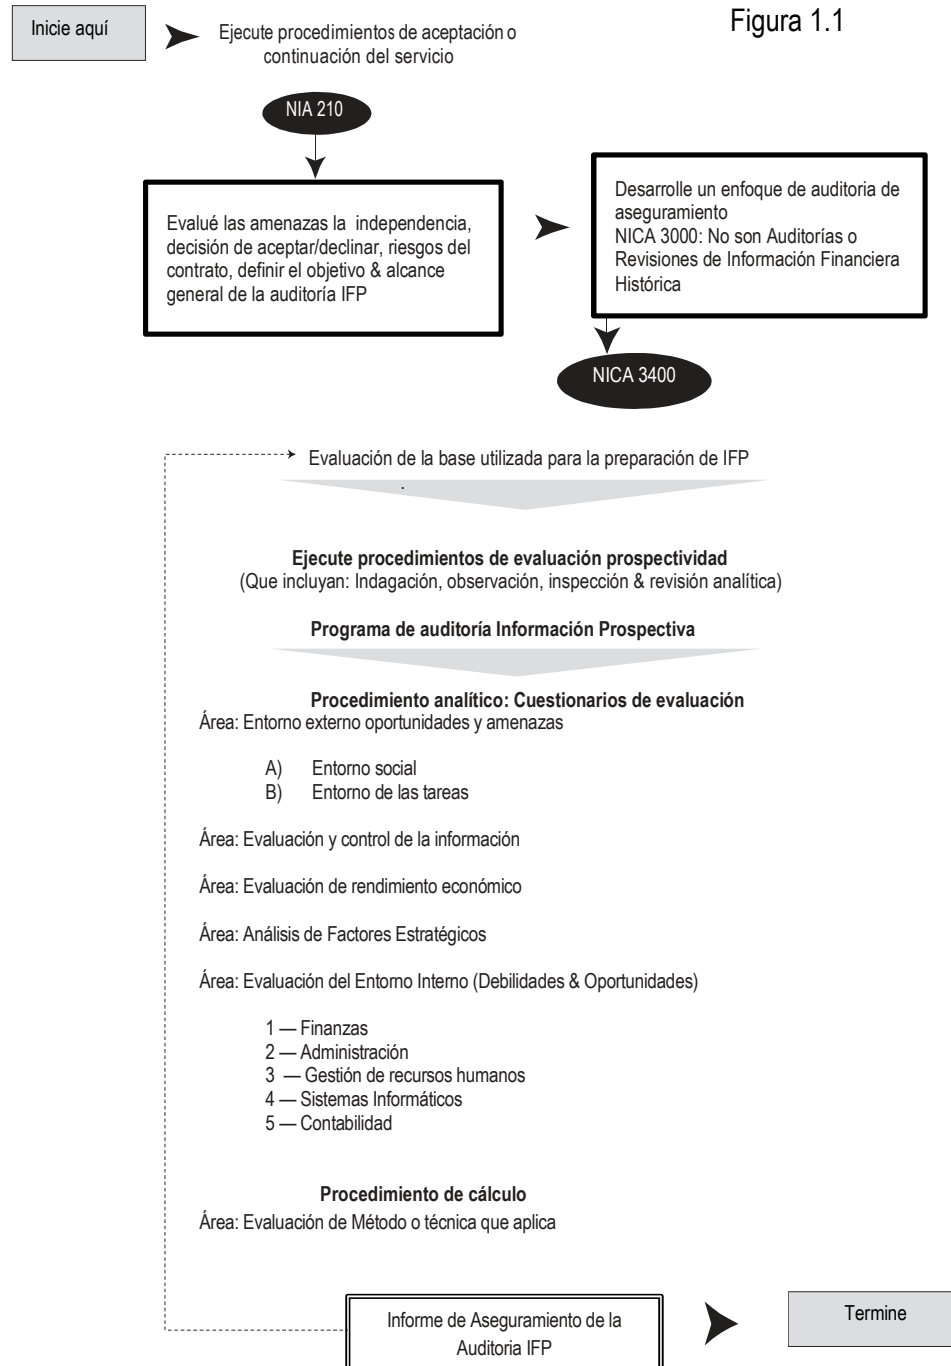 Inicie aquí
Ejecute procedimientos de aceptación o
continuación del servicio
Figura 1.1
NIA 210
Evalué las amenazas la independencia,
decisión de aceptar/declinar, riesgos del
contrato, definir el objetivo & alcance
general de la auditoría IFP
Desarrolle un enfoque de auditoria de
aseguramiento
NICA 3000: No son Auditorías o
Revisiones de Información Financiera
Histórica
NICA 3400
Evaluación de la base utilizada para la preparación de IFP
.
Ejecute procedimientos de evaluación prospectividad
(Que incluyan: Indagación, observación, inspección & revisión analítica)
Programa de auditoría Información Prospectiva
Procedimiento analítico: Cuestionarios de evaluación
Área: Entorno externo oportunidades y amenazas
A) Entorno social
B) Entorno de las tareas
Área: Evaluación y control de la información
Área: Evaluación de rendimiento económico
Área: Análisis de Factores Estratégicos
Área: Evaluación del Entorno Interno (Debilidades & Oportunidades)
1 — Finanzas
2 — Administración
3 — Gestión de recursos humanos
4 — Sistemas Informáticos
5 — Contabilidad
Procedimiento de cálculo
Área: Evaluación de Método o técnica que aplica
Informe de Aseguramiento de la
Auditoria IFP
Termine